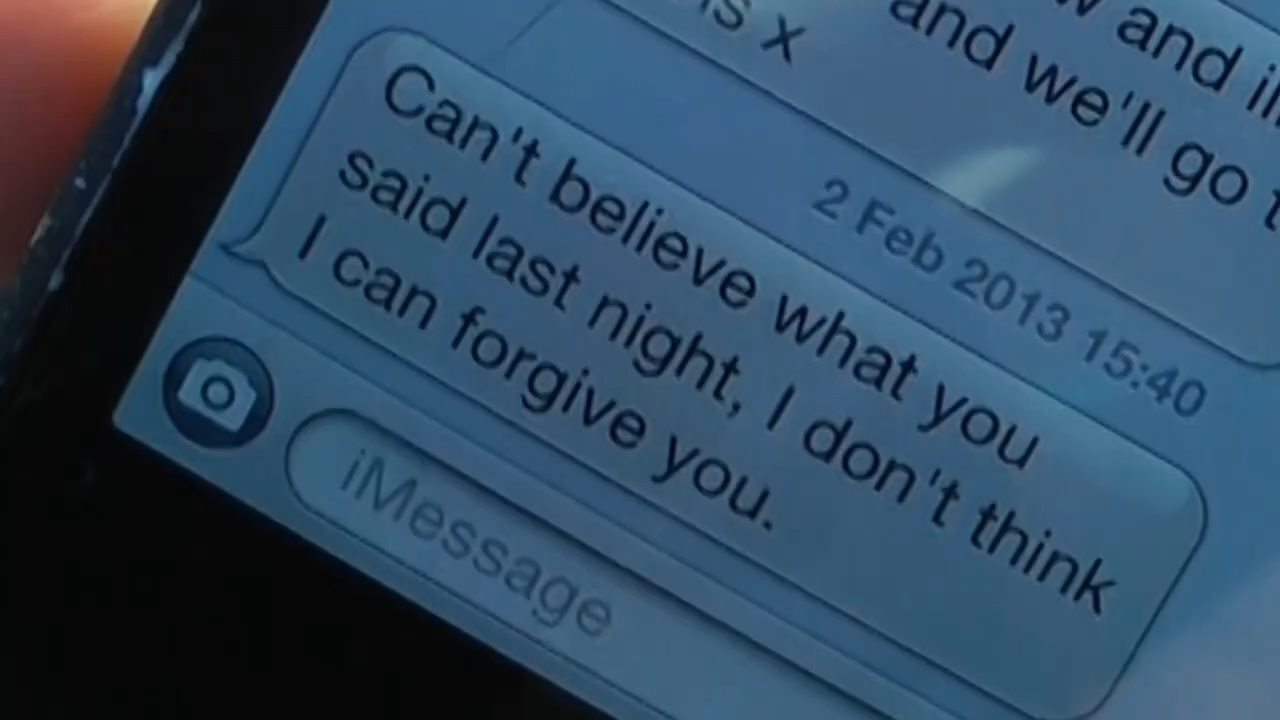 x
and
and we'll go
2 Feb 2013 15:40
Can't believe what you
said last night, I don't think
I can forgive you.
iMessage